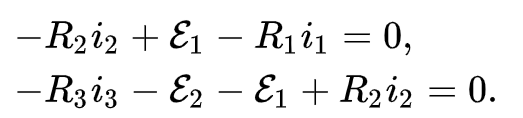 −R₂i₂ + ℰ₁ − R₁i₁ = 0,
−R₃i₃ − ℰ₂ − ℰ₁ + R₂i₂ = 0.